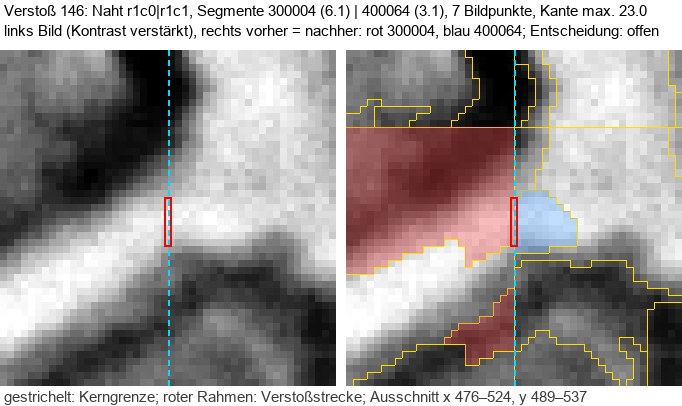 Verstoß 146: Naht r1c0|r1c1, Segmente 300004 (6.1) | 400064 (3.1), 7 Bildpunkte, Kante max. 23.0
links Bild (Kontrast verstärkt), rechts vorher = nachher: rot 300004, blau 400064; Entscheidung: offen
gestrichelt: Kerngrenze; roter Rahmen: Verstoßstrecke; Ausschnitt x 476–524, y 489–537